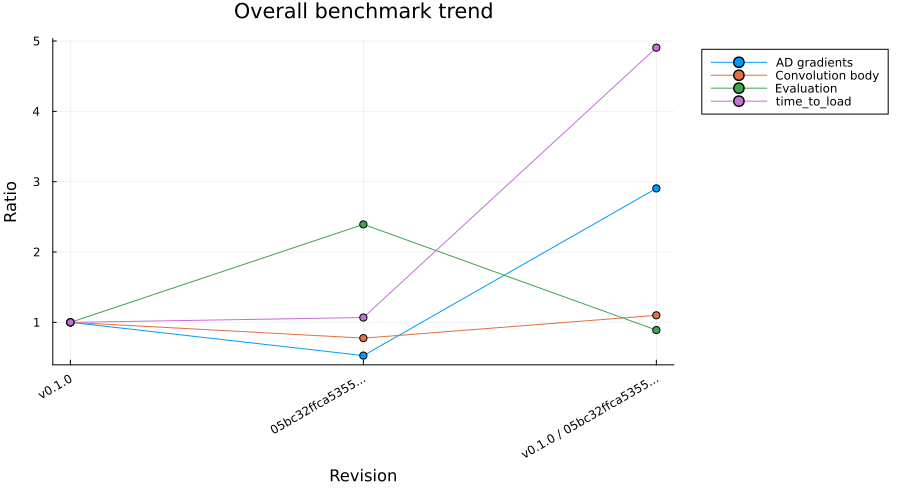 Overall benchmark trend
5
4
3
2
1
Ratio
v0.1.0
05bc32ffca5355...
v0.1.0 / 05bc32ffca5355...
Revision
AD gradients
Convolution body
Evaluation
time_to_load